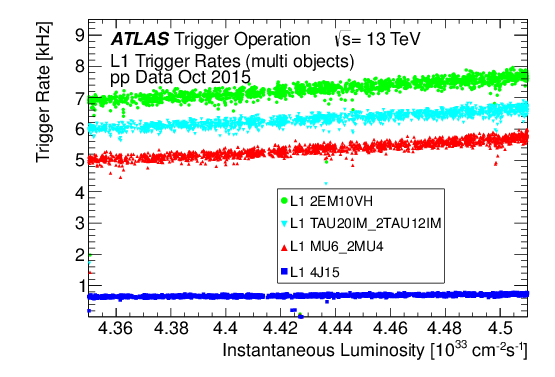 ATLAS Trigger Operation √s= 13 TeV
L1 Trigger Rates (multi objects)
pp Data Oct 2015
Trigger Rate [kHz]
9
8
7
6
5
4
3
2
1
L1 2EM10VH
L1 TAU20IM_2TAU12IM
L1 MU6_2MU4
L1 4J15
4.36 4.38 4.4 4.42 4.44 4.46 4.48 4.5
Instantaneous Luminosity [10³³ cm⁻²s⁻¹]